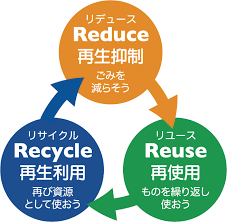 リデュース
Reduce
再生抑制
ごみを
減らそう
リサイクル
Recycle
再生利用
再び資源
として使おう
リユース
Reuse
再使用
ものを繰り返し
使おう